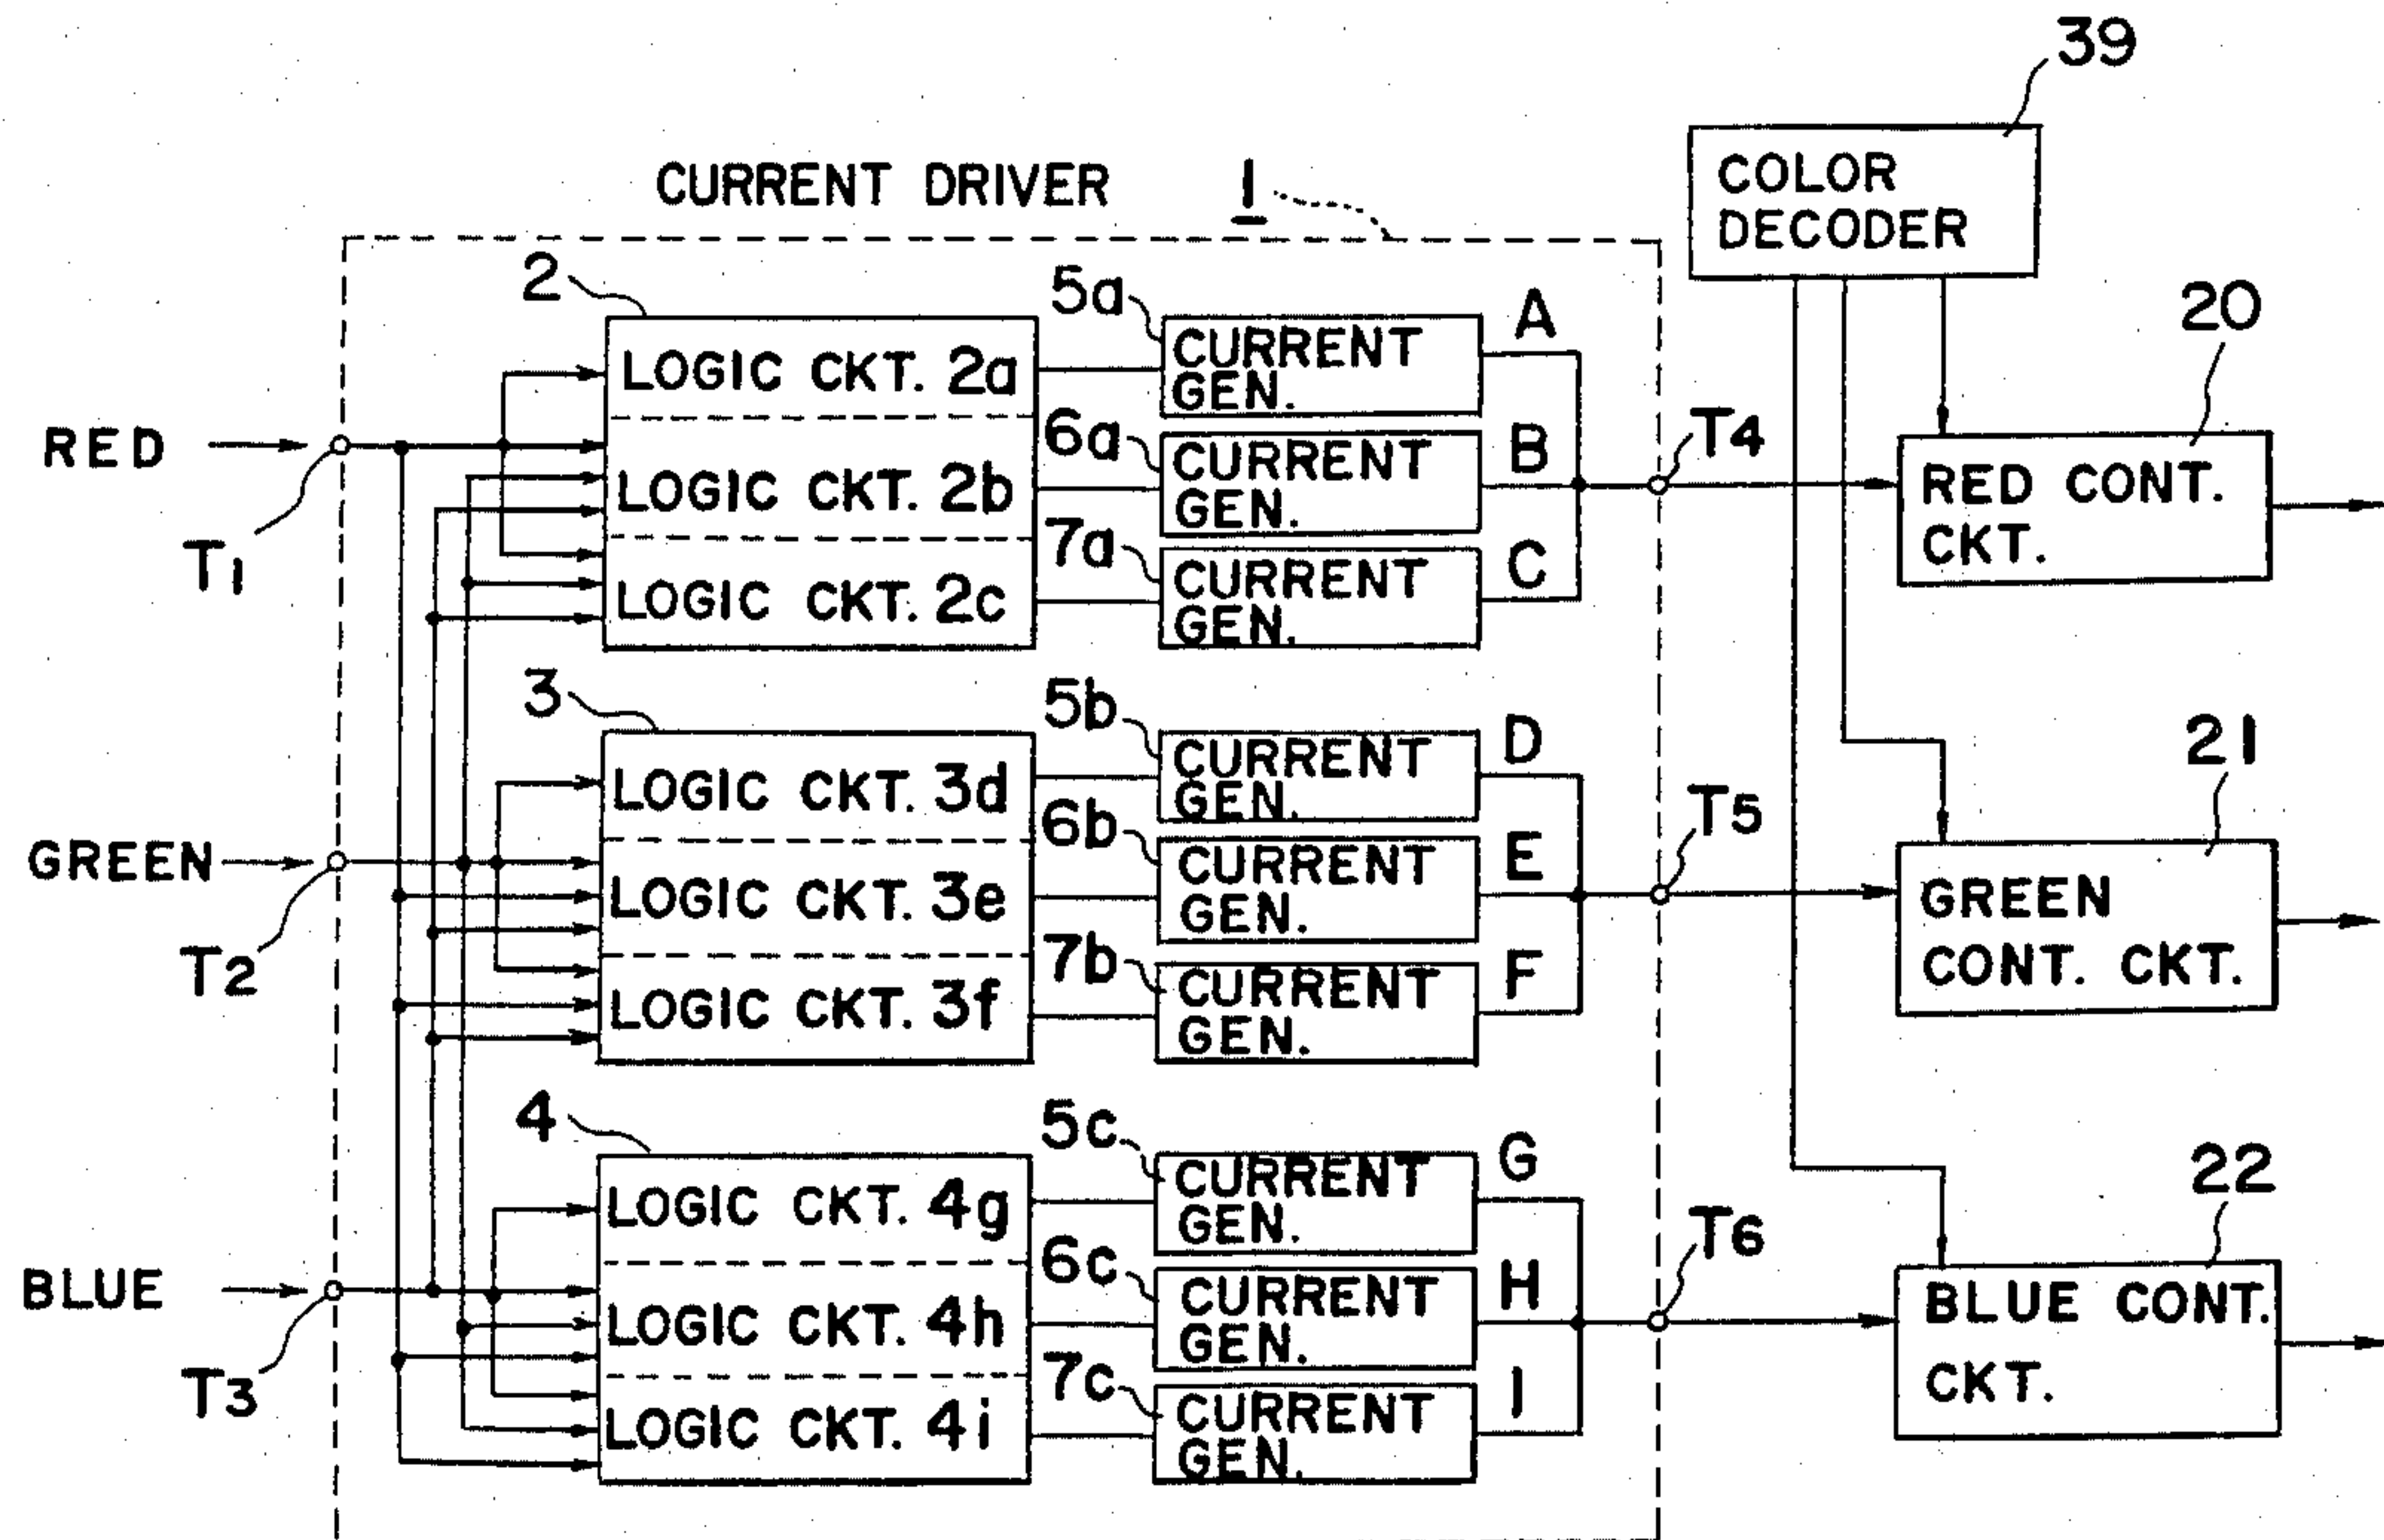 39
COLOR
DECODER
CURRENT DRIVER 1
2
LOGIC CKT. 2a
LOGIC CKT. 2b
LOGIC CKT. 2c
5a
CURRENT
GEN.
A
6a
CURRENT
GEN.
B
7a
CURRENT
GEN.
C
RED
T1
T4
20
RED CONT.
CKT.
3
LOGIC CKT. 3d
LOGIC CKT. 3e
LOGIC CKT. 3f
5b
CURRENT
GEN.
D
6b
CURRENT
GEN.
E
7b
CURRENT
GEN.
F
GREEN
T2
T5
21
GREEN
CONT. CKT.
4
LOGIC CKT. 4g
LOGIC CKT. 4h
LOGIC CKT. 4i
5c
CURRENT
GEN.
G
6c
CURRENT
GEN.
H
7c
CURRENT
GEN.
I
BLUE
T3
T6
22
BLUE CONT.
CKT.